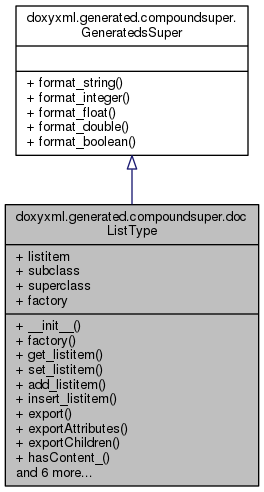 doxyxml.generated.compoundsuper.
GeneratedsSuper
+ format_string()
+ format_integer()
+ format_float()
+ format_double()
+ format_boolean()
doxyxml.generated.compoundsuper.doc
ListType
+ listitem
+ subclass
+ superclass
+ factory
+ __init__()
+ factory()
+ get_listitem()
+ set_listitem()
+ add_listitem()
+ insert_listitem()
+ export()
+ exportAttributes()
+ exportChildren()
+ hasContent_()
and 6 more...